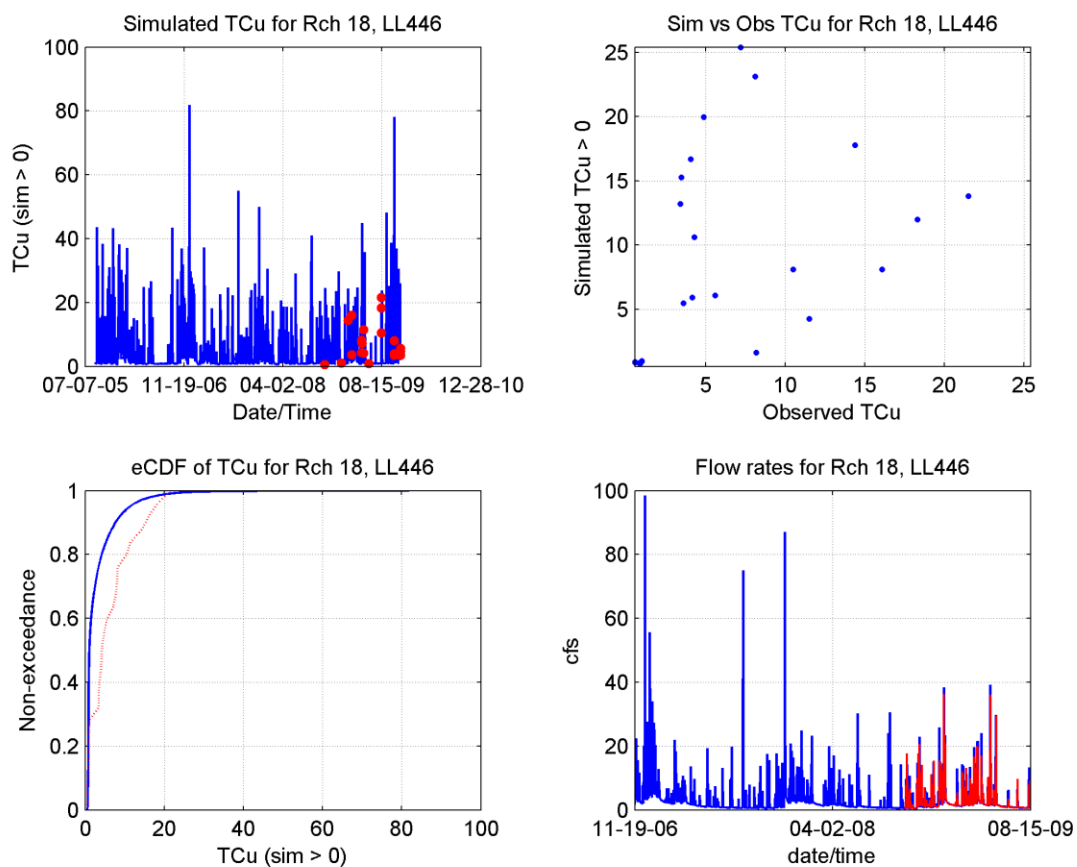 Simulated TCu for Rch 18, LL446
100
80
60
40
20
0
TCu (sim > 0)
07-07-05 11-19-06 04-02-08 08-15-09 12-28-10
Date/Time
Sim vs Obs TCu for Rch 18, LL446
25
20
15
10
5
Simulated TCu > 0
5 10 15 20 25
Observed TCu
eCDF of TCu for Rch 18, LL446
1
0.8
0.6
0.4
0.2
0
Non-exceedance
0 20 40 60 80 100
TCu (sim > 0)
Flow rates for Rch 18, LL446
100
80
60
40
20
0
cfs
11-19-06 04-02-08 08-15-09
date/time